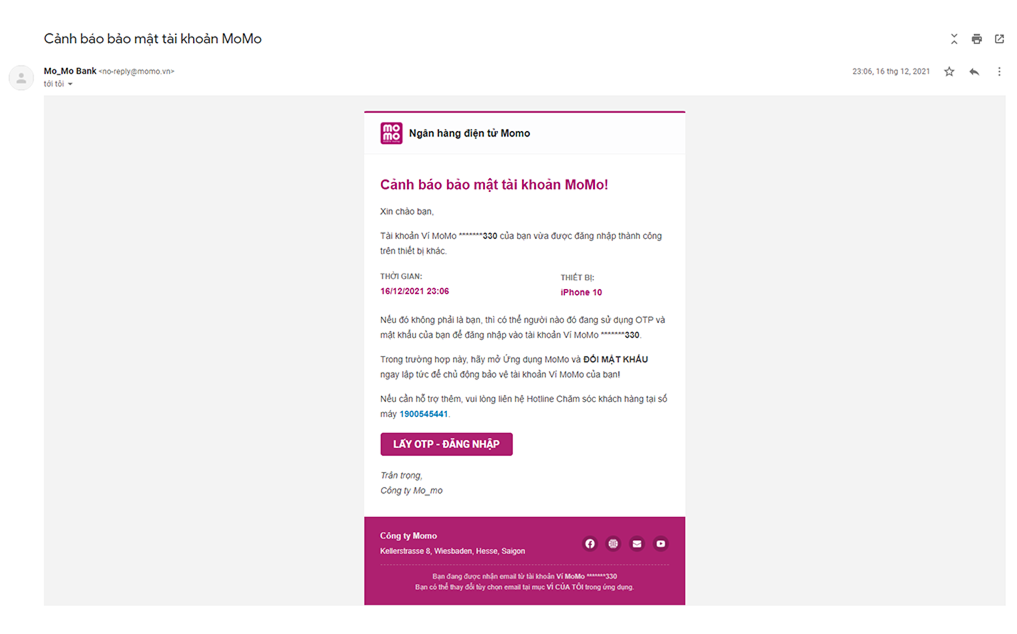 Cảnh báo bảo mật tài khoản MoMo
Mo_Mo Bank <no-reply@momo.vn>
23:06, 16 thg 12, 2021
tới tôi
MoMo
Ngân hàng điện tử Momo
Cảnh báo bảo mật tài khoản MoMo!
Xin chào bạn,
Tài khoản Ví MoMo *******330 của bạn vừa được đăng nhập thành công
trên thiết bị khác.
THỜI GIAN:
16/12/2021 23:06
THIẾT BỊ:
iPhone 10
Nếu đó không phải là bạn, thì có thể người nào đó đang sử dụng OTP và
mật khẩu của bạn để đăng nhập vào tài khoản Ví MoMo *******330.
Trong trường hợp này, hãy mở Ứng dụng MoMo và ĐỔI MẬT KHẨU
ngay lập tức để chủ động bảo vệ tài khoản Ví MoMo của bạn!
Nếu cần hỗ trợ thêm, vui lòng liên hệ Hotline Chăm sóc khách hàng tại số
máy 1900545441.
LẤY OTP - ĐĂNG NHẬP
Trân trọng,
Công ty Mo_mo
Công ty Momo
Kellerstrasse 8, Wiesbaden, Hesse, Saigon
Bạn đang được nhận email từ tài khoản Ví MoMo *******330
Bạn có thể thay đổi tùy chọn email tại mục VÍ CỦA TÔI trong ứng dụng.